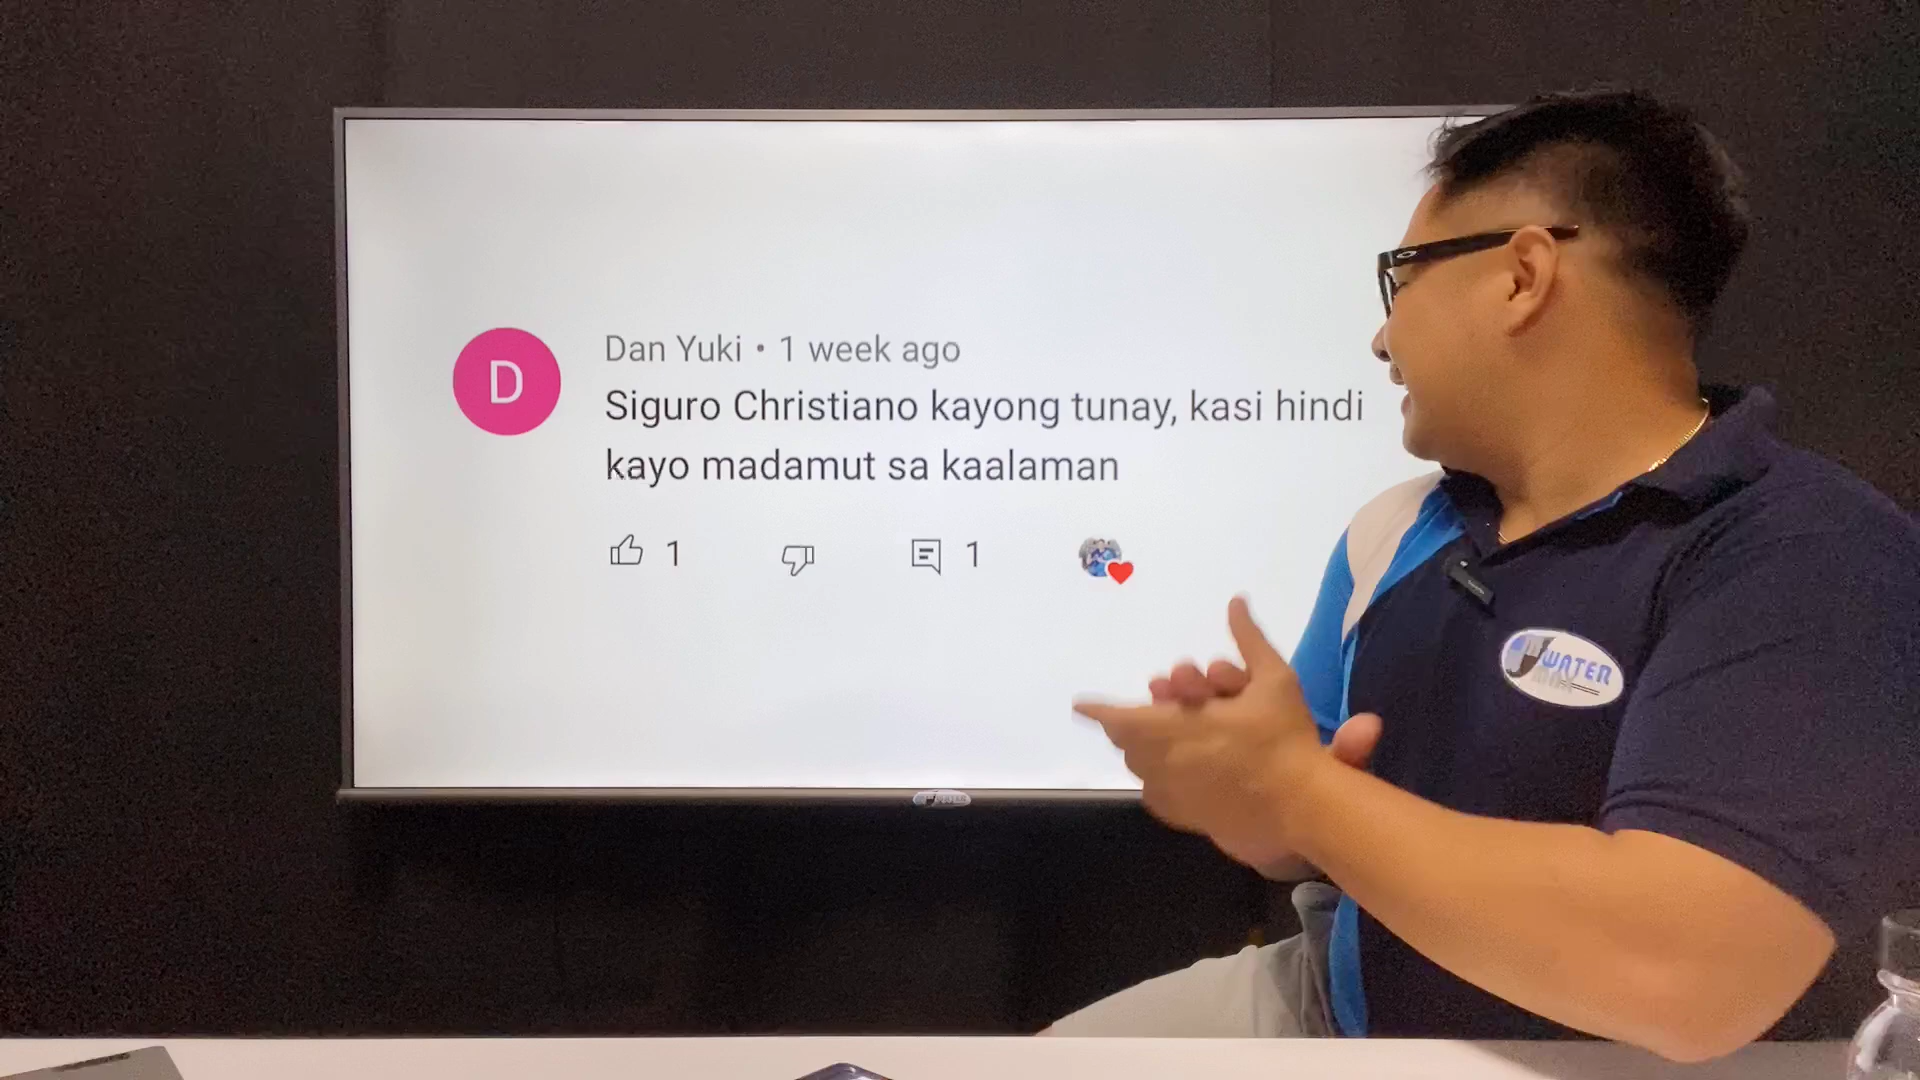 Dan Yuki • 1 week ago
D
Siguro Christiano kayong tunay, kasi hindi
kayo madamut sa kaalaman
1
1
WATER